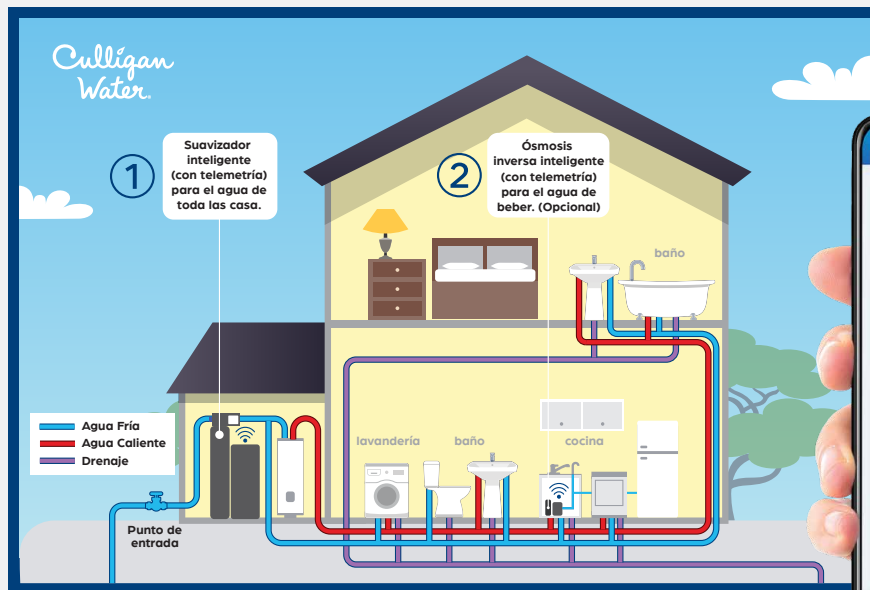 Culligan
Water®
1
Suavizador
inteligente
(con telemetría)
para el agua de
toda las casa.
2
Ósmosis
inversa inteligente
(con telemetría)
para el agua de
beber. (Opcional)
baño
Agua Fría
Agua Caliente
Drenaje
lavandería
baño
cocina
Punto de
entrada